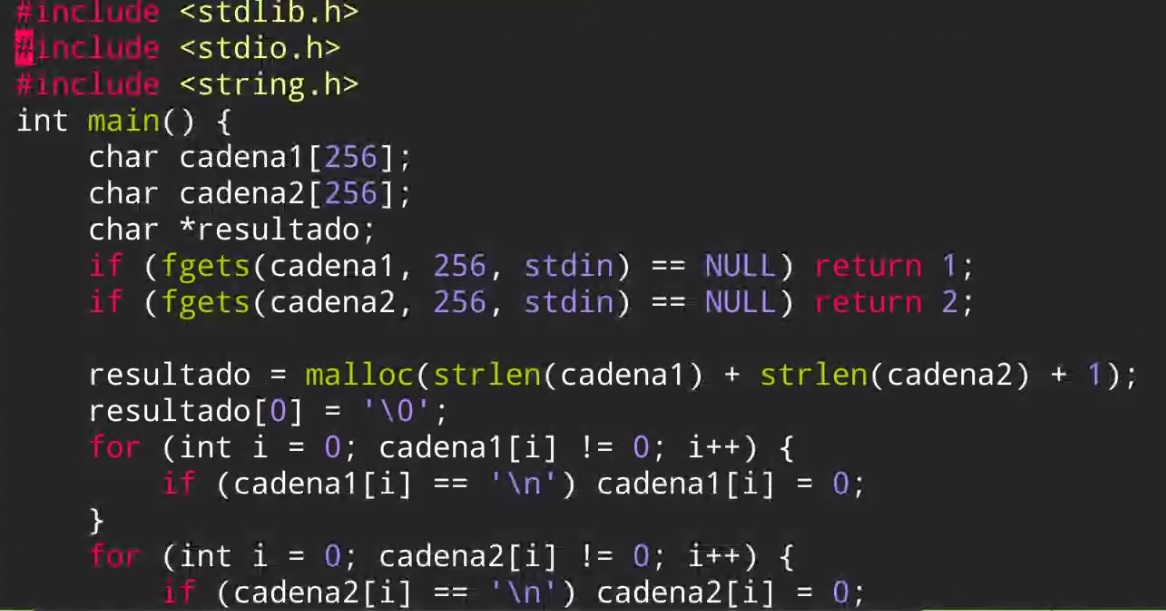 #include <stdlib.h>
#include <stdio.h>
#include <string.h>
int main() {
    char cadena1[256];
    char cadena2[256];
    char *resultado;
    if (fgets(cadena1, 256, stdin) == NULL) return 1;
    if (fgets(cadena2, 256, stdin) == NULL) return 2;

    resultado = malloc(strlen(cadena1) + strlen(cadena2) + 1);
    resultado[0] = '\0';
    for (int i = 0; cadena1[i] != 0; i++) {
        if (cadena1[i] == '\n') cadena1[i] = 0;
    }
    for (int i = 0; cadena2[i] != 0; i++) {
        if (cadena2[i] == '\n') cadena2[i] = 0;